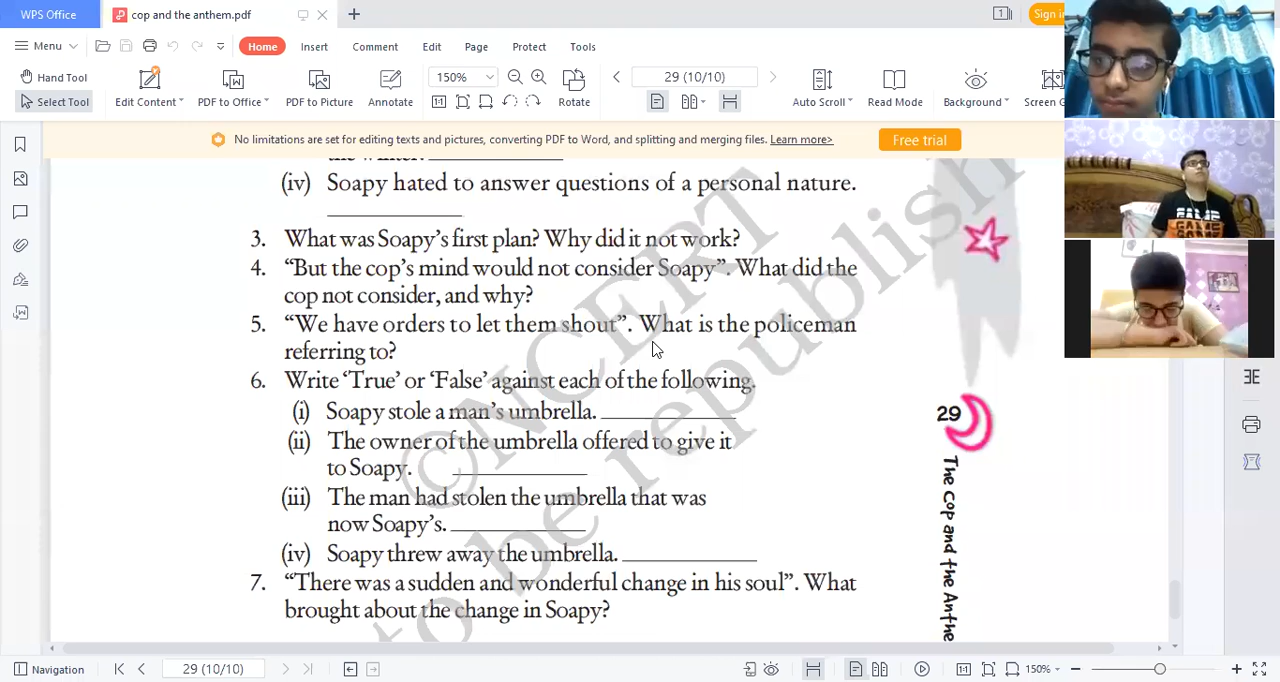 WPS Office
cop and the anthem.pdf
Sign in
Menu
Home
Insert
Comment
Edit
Page
Protect
Tools
Hand Tool
Select Tool
Edit Content
PDF to Office
PDF to Picture
Annotate
150%
Rotate
29 (10/10)
Auto Scroll
Read Mode
Background
No limitations are set for editing texts and pictures, converting PDF to Word, and splitting and merging files. Learn more>>
Free trial
the winter.
(iv) Soapy hated to answer questions of a personal nature.
3. What was Soapy's first plan? Why did it not work?
4. “But the cop's mind would not consider Soapy”. What did the
cop not consider, and why?
5. “We have orders to let them shout”. What is the policeman
referring to?
6. Write ‘True’ or ‘False’ against each of the following.
(i) Soapy stole a man's umbrella.
(ii) The owner of the umbrella offered to give it
to Soapy.
(iii) The man had stolen the umbrella that was
now Soapy's.
(iv) Soapy threw away the umbrella.
7. “There was a sudden and wonderful change in his soul”. What
brought about the change in Soapy?
29
The Cop and the Anthe
©NCERT
to be republish
Navigation
29 (10/10)
150%